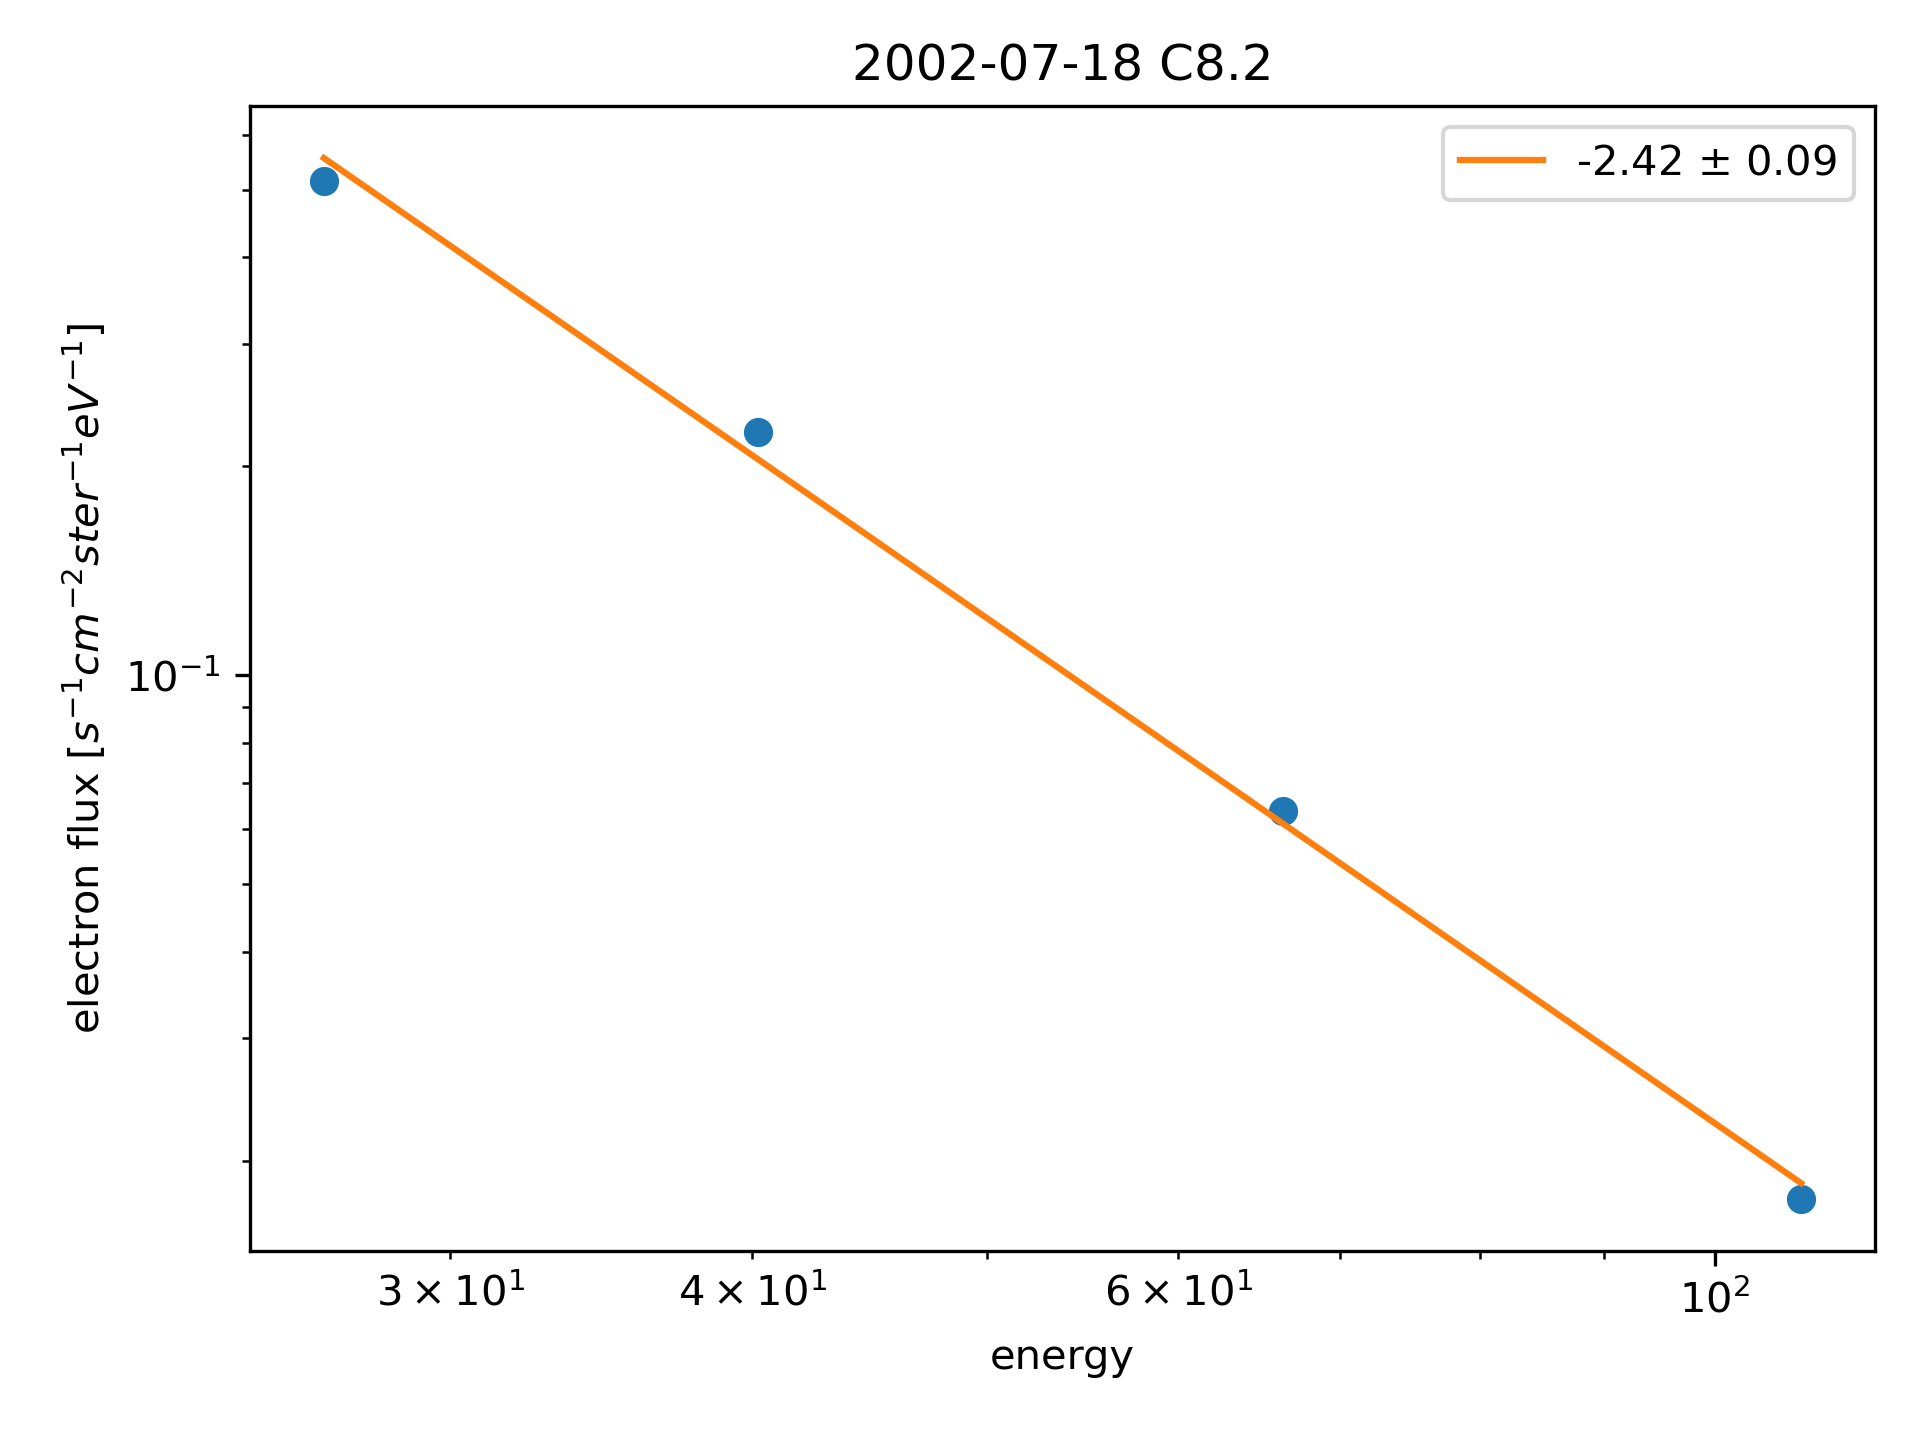 2002-07-18 C8.2
-2.42 ± 0.09
electron flux [s⁻¹cm⁻²ster⁻¹eV⁻¹]
10⁻¹
3 × 10¹
4 × 10¹
6 × 10¹
10²
energy